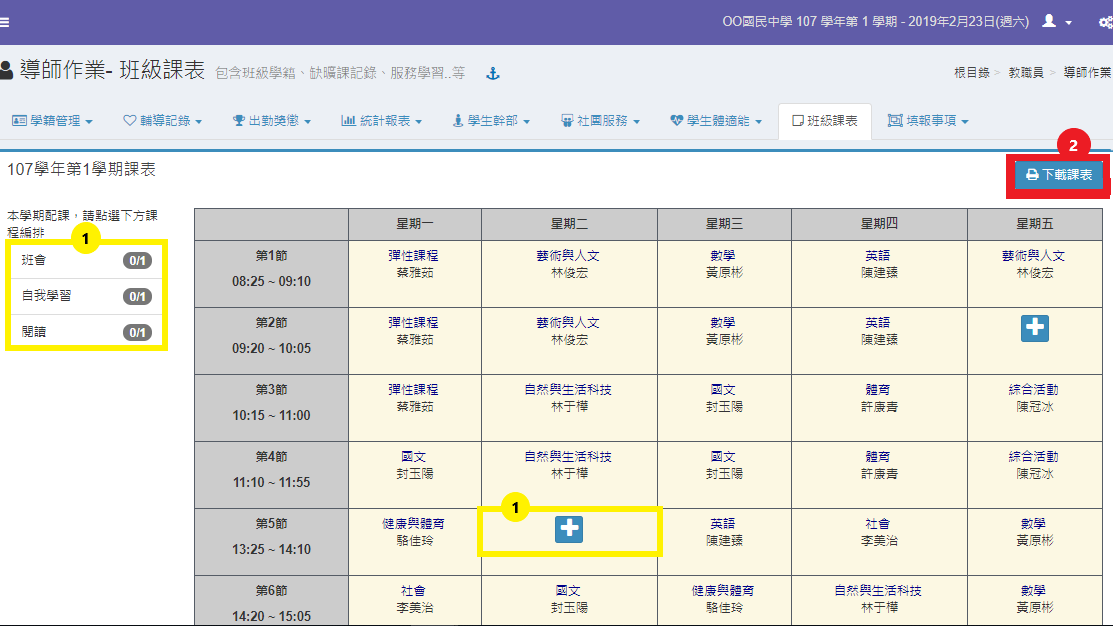 OO國民中學 107 學年第 1 學期 - 2019年2月23日(週六)
導師作業- 班級課表 包含班級學籍、缺曠課記錄、服務學習..等
根目錄 > 教職員 > 導師作業
學籍管理 輔導記錄 出勤獎懲 統計報表 學生幹部 社團服務 學生體適能 班級課表 填報事項
2
107學年第1學期課表
下載課表
本學期配課，請點選下方課
程編排
1
班會 0/1
自我學習 0/1
閱讀 0/1
星期一 星期二 星期三 星期四 星期五
第1節 彈性課程 藝術與人文 數學 英語 藝術與人文
08:25 ~ 09:10 蔡雅茹 林俊宏 黃原彬 陳建臻 林俊宏
第2節 彈性課程 藝術與人文 數學 英語
09:20 ~ 10:05 蔡雅茹 林俊宏 黃原彬 陳建臻
第3節 彈性課程 自然與生活科技 國文 體育 綜合活動
10:15 ~ 11:00 蔡雅茹 林于樺 封玉陽 許康青 陳冠冰
第4節 國文 自然與生活科技 國文 體育 綜合活動
11:10 ~ 11:55 封玉陽 林于樺 封玉陽 許康青 陳冠冰
1
第5節 健康與體育 英語 社會 數學
13:25 ~ 14:10 駱佳玲 陳建臻 李美治 黃原彬
第6節 社會 國文 健康與體育 自然與生活科技 數學
14:20 ~ 15:05 李美治 封玉陽 駱佳玲 林于樺 黃原彬